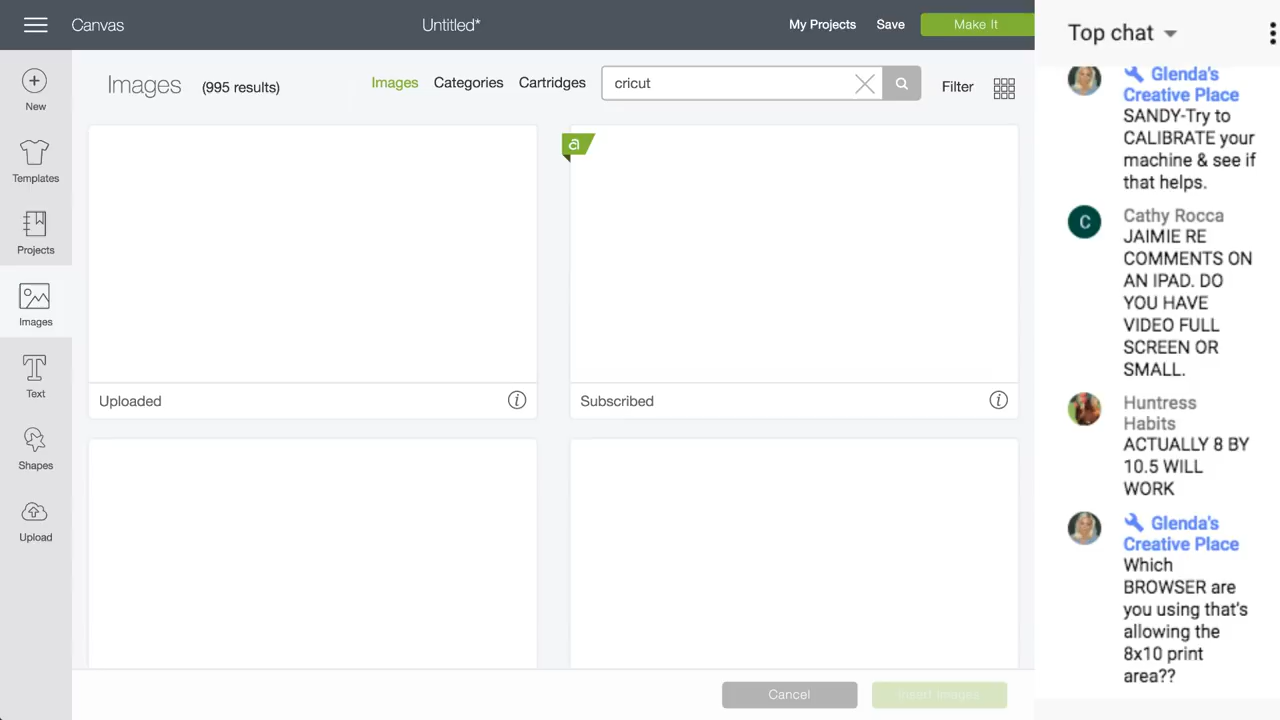 Canvas
Untitled*
My Projects
Save
Make It
New
Templates
Projects
Images
Text
Shapes
Upload
Images (995 results)
Images
Categories
Cartridges
cricut
Filter
a
Uploaded
Subscribed
Cancel
Insert Images
Top chat
Glenda's
Creative Place
SANDY-Try to
CALIBRATE your
machine & see if
that helps.
C
Cathy Rocca
JAIMIE RE
COMMENTS ON
AN IPAD. DO
YOU HAVE
VIDEO FULL
SCREEN OR
SMALL.
Huntress
Habits
ACTUALLY 8 BY
10.5 WILL
WORK
Glenda's
Creative Place
Which
BROWSER are
you using that's
allowing the
8x10 print
area??